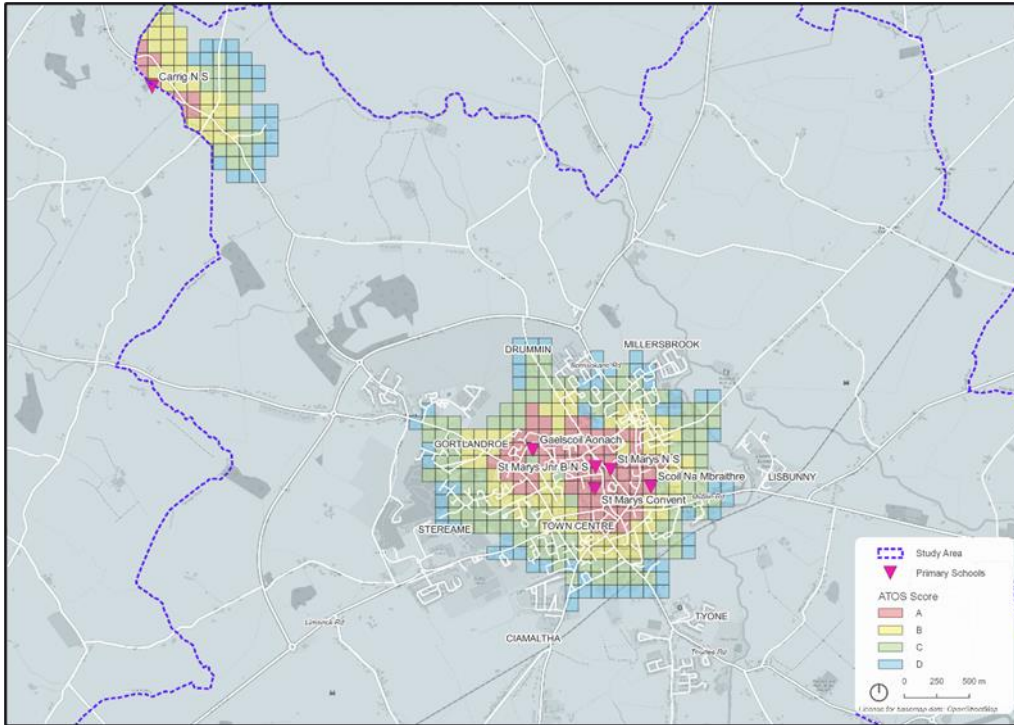 Carrig N S
DRUMMIN
MILLERSBROOK
GORTLANDROE
Gaelscoil Aonach
St Marys Jnr B N S
St Marys N S
Scoil Na Mbraithre
LISBUNNY
St Marys Convent
STEREAME
TOWN CENTRE
Limerick Rd
TYONE
CIAMALTHA
Thurles Rd
Study Area
Primary Schools
ATOS Score
A
B
C
D
0 250 500 m
License for basemap data: OpenStreetMap